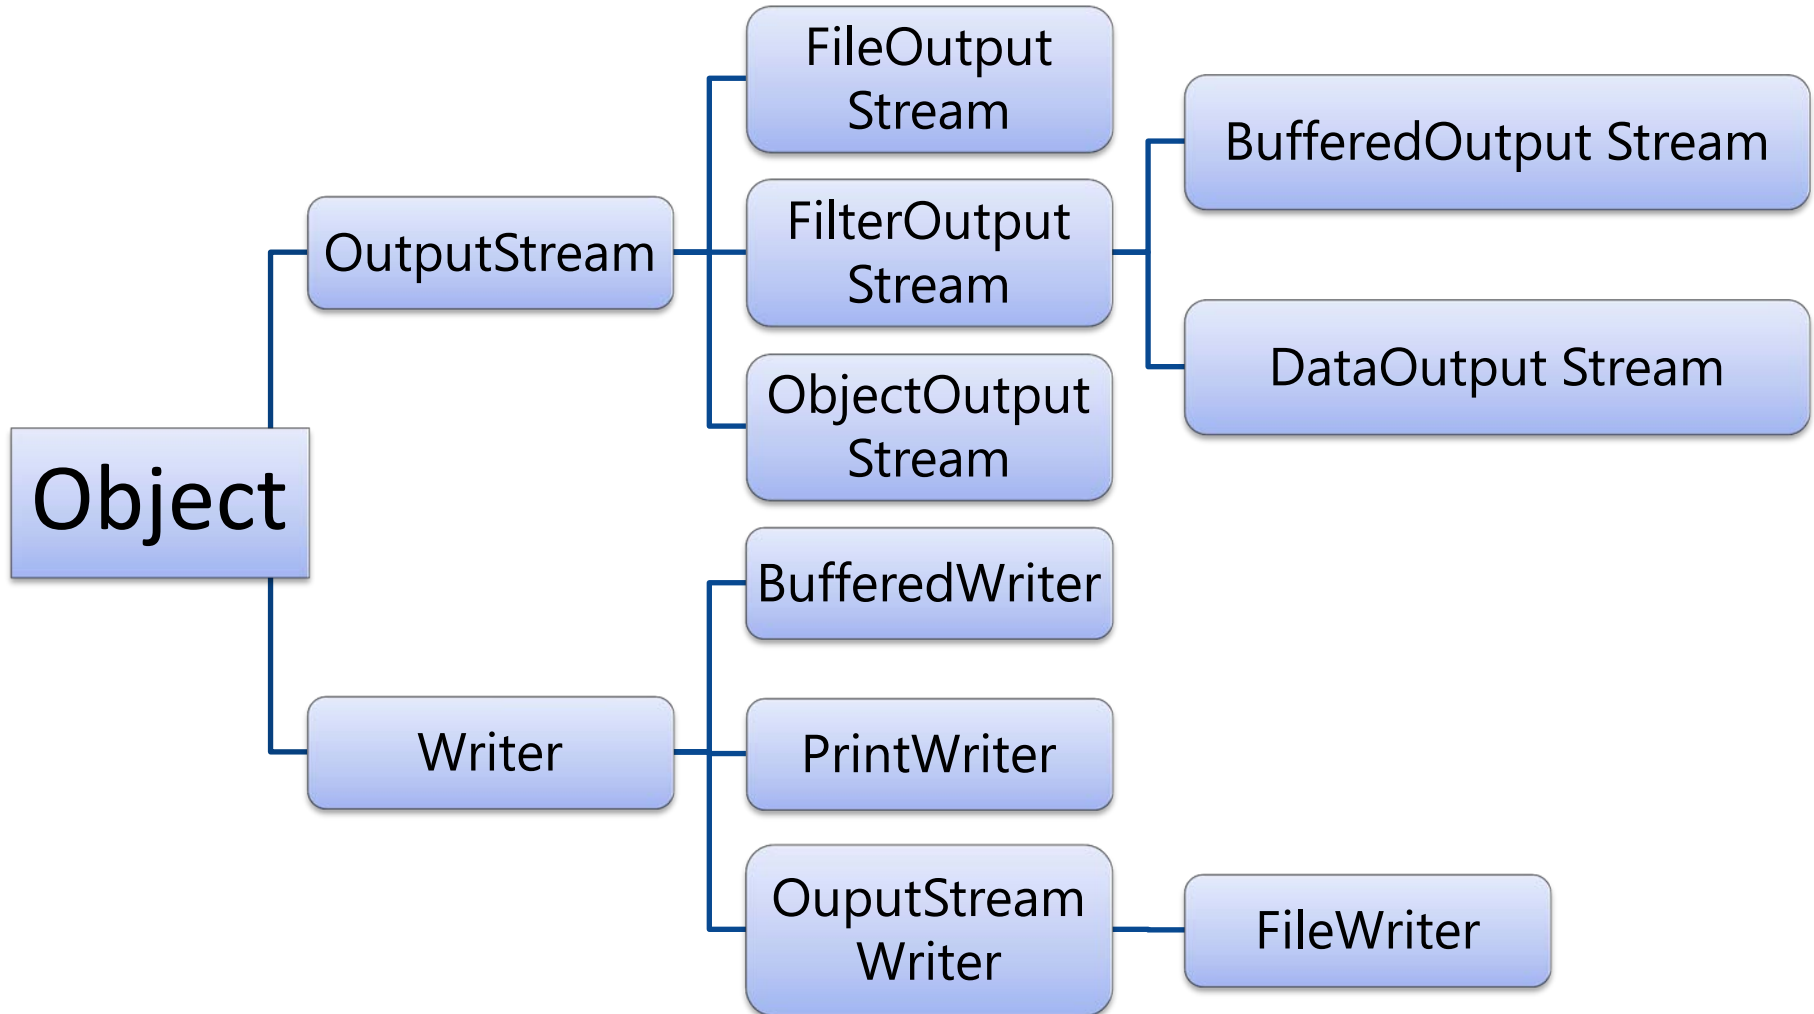 Object
OutputStream
FileOutput
Stream
FilterOutput
Stream
BufferedOutput Stream
DataOutput Stream
ObjectOutput
Stream
Writer
BufferedWriter
PrintWriter
OuputStream
Writer
FileWriter